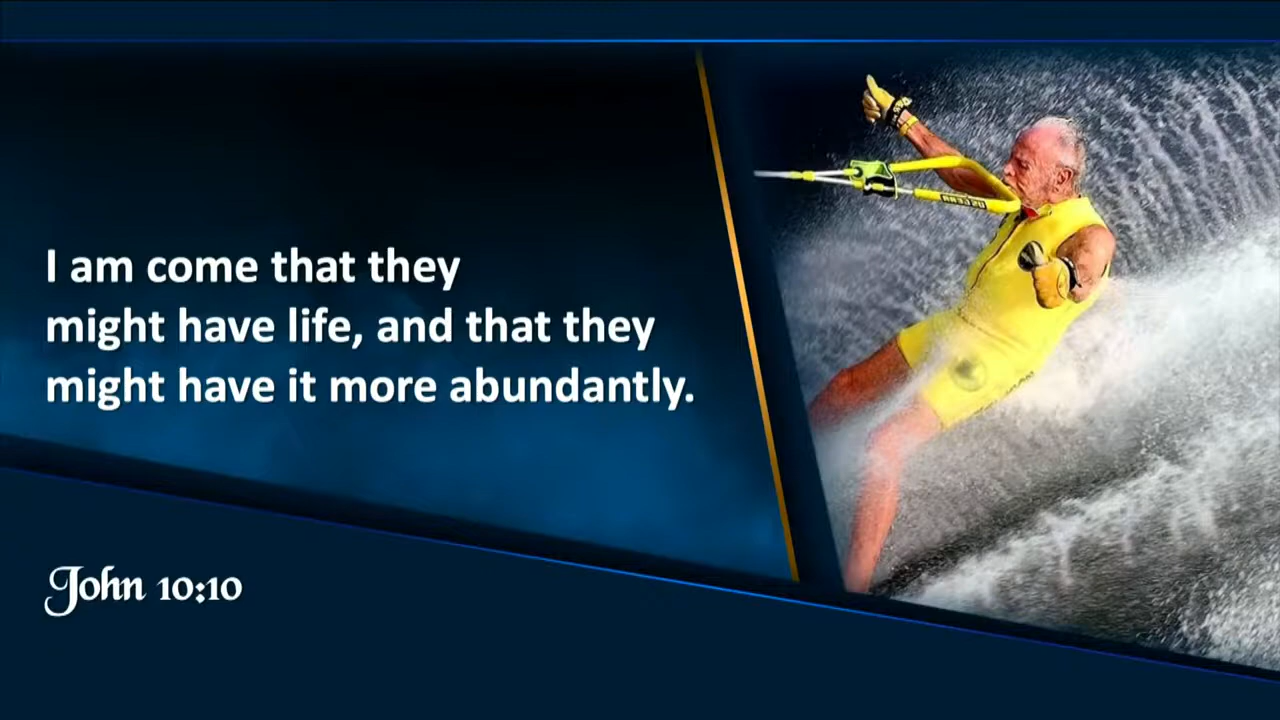 I am come that they
might have life, and that they
might have it more abundantly.
John 10:10